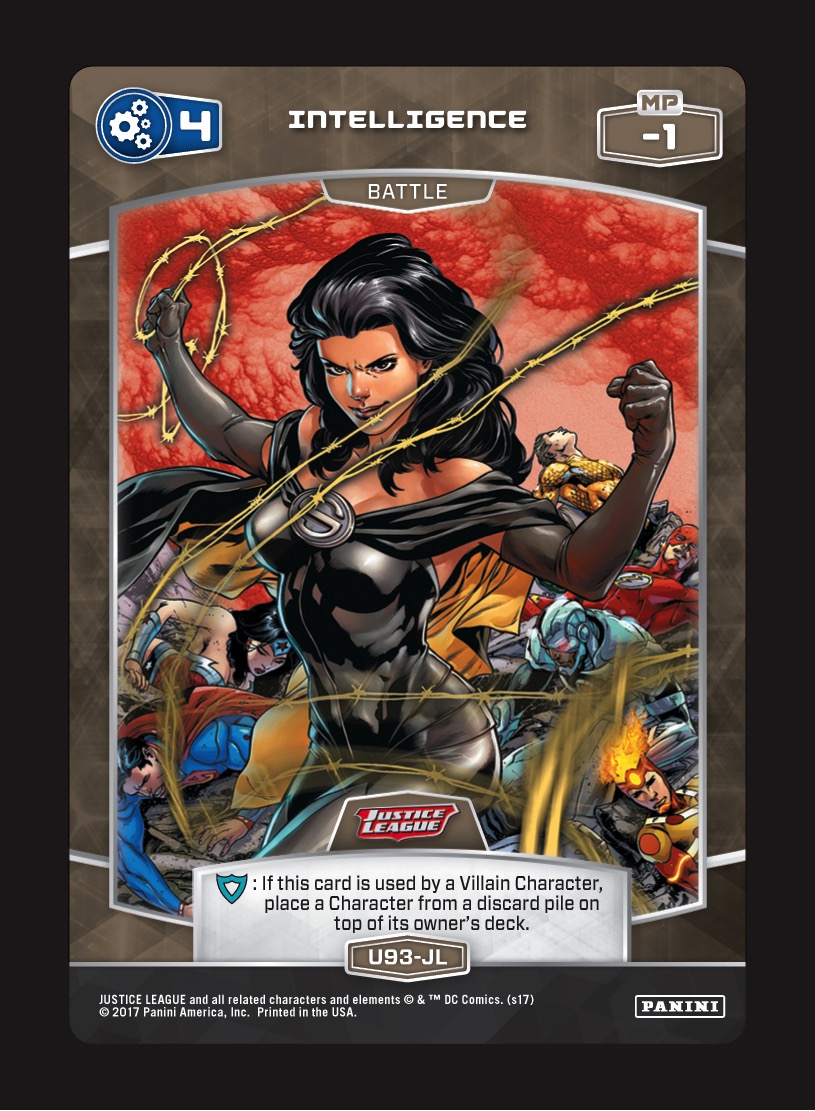 4
INTELLIGENCE
MP
-1
BATTLE
S
JUSTICE
LEAGUE
: If this card is used by a Villain Character,
place a Character from a discard pile on
top of its owner's deck.
U93-JL
JUSTICE LEAGUE and all related characters and elements © & ™ DC Comics. (s17)
© 2017 Panini America, Inc. Printed in the USA.
PANINI